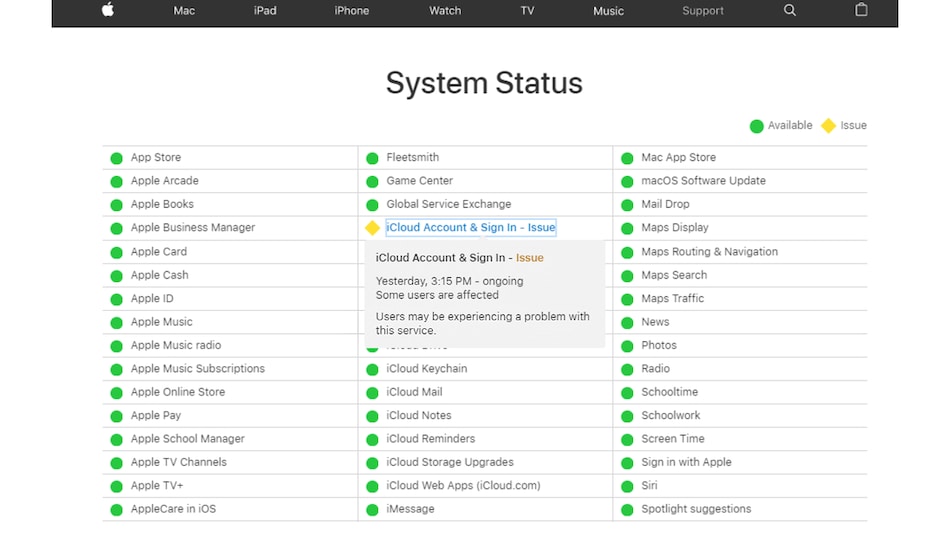 Mac iPad iPhone Watch TV Music Support
System Status
Available Issue
App Store
Apple Arcade
Apple Books
Apple Business Manager
Apple Card
Apple Cash
Apple ID
Apple Music
Apple Music radio
Apple Music Subscriptions
Apple Online Store
Apple Pay
Apple School Manager
Apple TV Channels
Apple TV+
AppleCare in iOS
Fleetsmith
Game Center
Global Service Exchange
iCloud Account & Sign In - Issue
iCloud Account & Sign In - Issue
Yesterday, 3:15 PM - ongoing
Some users are affected
Users may be experiencing a problem with
this service.
iCloud Keychain
iCloud Mail
iCloud Notes
iCloud Reminders
iCloud Storage Upgrades
iCloud Web Apps (iCloud.com)
iMessage
Mac App Store
macOS Software Update
Mail Drop
Maps Display
Maps Routing & Navigation
Maps Search
Maps Traffic
News
Photos
Radio
Schooltime
Schoolwork
Screen Time
Sign in with Apple
Siri
Spotlight suggestions